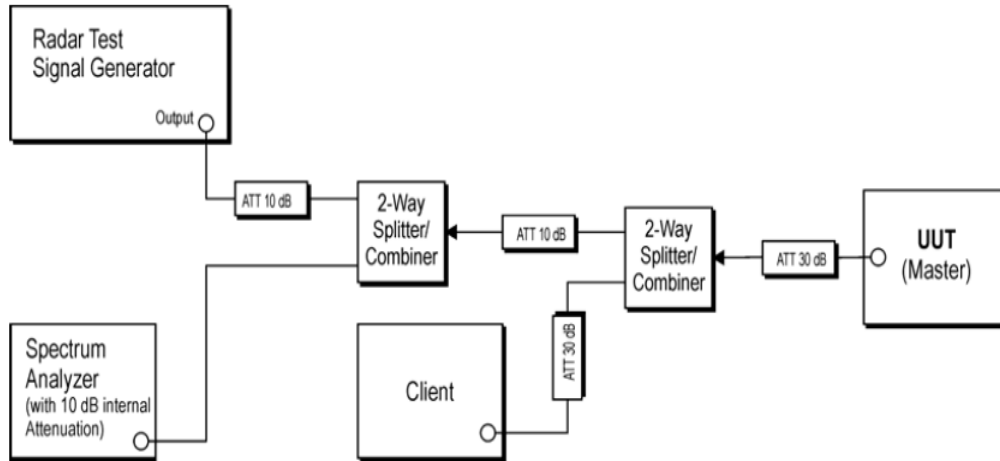 Radar Test
Signal Generator
Output
ATT 10 dB
2-Way
Splitter/
Combiner
ATT 10 dB
2-Way
Splitter/
Combiner
ATT 30 dB
UUT
(Master)
Spectrum
Analyzer
(with 10 dB internal
Attenuation)
Client
ATT 30 dB